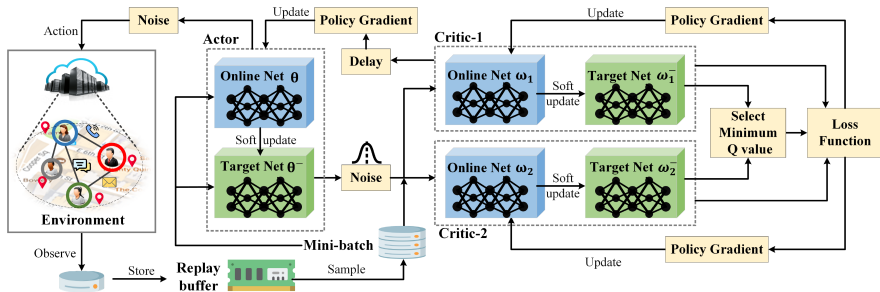 Action
Noise
Update
Policy Gradient
Delay
Actor
Online Net θ
Soft update
Target Net θ⁻
Noise
Critic-1
Update
Policy Gradient
Online Net ω₁
Soft
update
Target Net ω₁⁻
Select
Minimum
Q value
Loss
Function
Online Net ω₂
Soft
update
Target Net ω₂⁻
Critic-2
Update
Policy Gradient
Environment
Observe
Store
Replay
buffer
Sample
Mini-batch